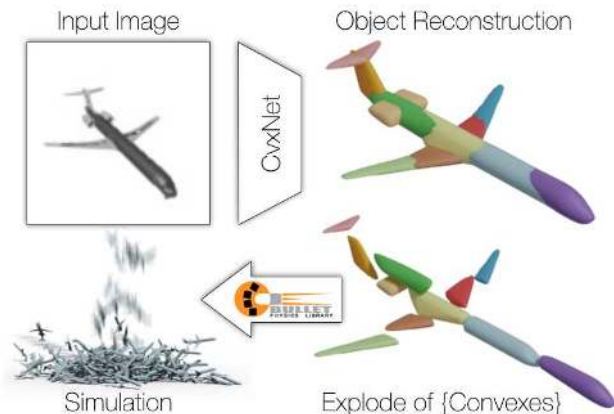 Input Image
Object Reconstruction
CvxNet
BULLET
PHYSICS LIBRARY
Simulation
Explode of {Convexes}